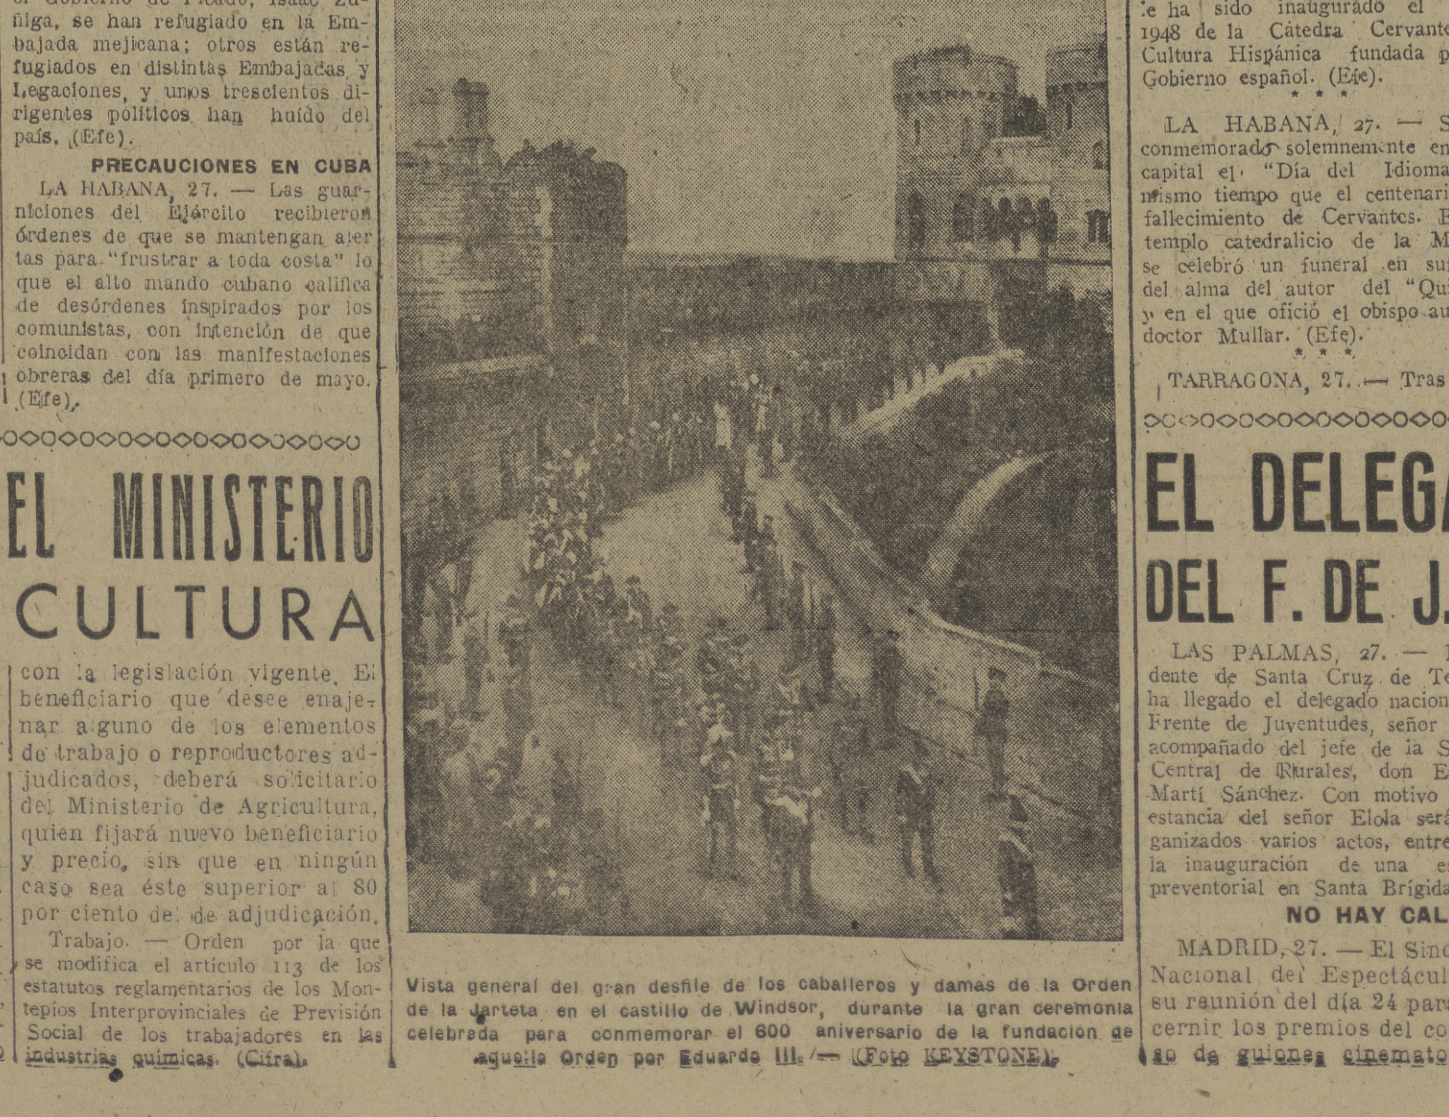 el Gobierno de Picado, Isaac Zú-
ñiga, se han refugiado en la Em-
bajada mejicana; otros están re-
fugiados en distintas Embajadas y
Legaciones, y unos trescientos di-
rigentes políticos han huído del
país. (Efe).
PRECAUCIONES EN CUBA
LA HABANA, 27. — Las guar-
niciones del Ejército recibieron
órdenes de que se mantengan aler
tas para "frustrar a toda costa" lo
que el alto mando cubano califica
de desórdenes inspirados por los
comunistas, con intención de que
coincidan con las manifestaciones
obreras del día primero de mayo.
(Efe).
EL MINISTERIO
CULTURA
con la legislación vigente. El
beneficiario que desee enaje-
nar alguno de los elementos
de trabajo o reproductores ad-
judicados, deberá solicitarlo
del Ministerio de Agricultura,
quien fijará nuevo beneficiario
y precio, sin que en ningún
caso sea éste superior al 80
por ciento del de adjudicación.
Trabajo. — Orden por la que
se modifica el artículo 113 de los
estatutos reglamentarios de los Mon-
tepíos Interprovinciales de Previsión
Social de los trabajadores en las
industrias químicas. (Cifra).
Vista general del gran desfile de los caballeros y damas de la Orden
de la Jarteta, en el castillo de Windsor, durante la gran ceremonia
celebrada para conmemorar el 600 aniversario de la fundación de
aquella Orden por Eduardo III. — (Foto KEYSTONE).
te ha sido inaugurado el
1948 de la Cátedra Cervante
Cultura Hispánica fundada p
Gobierno español. (Efe).
* * *
LA HABANA, 27. — S
conmemorado solemnemente en
capital el "Día del Idioma
mismo tiempo que el centenari
fallecimiento de Cervantes. E
templo catedralicio de la M
se celebró un funeral en suf
del alma del autor del "Qui
y en el que ofició el obispo au
doctor Mullar. (Efe).
* * *
TARRAGONA, 27. — Tras
EL DELEGA
DEL F. DE J.
LAS PALMAS, 27. —
dente de Santa Cruz de Te
ha llegado el delegado nacion
Frente de Juventudes, señor
acompañado del jefe de la S
Central de Rurales, don E
Martí Sánchez. Con motivo
estancia del señor Elola será
ganizados varios actos, entre
la inauguración de una es
preventorial en Santa Brígida
NO HAY CAL
MADRID, 27. — El Sind
Nacional del Espectácul
su reunión del día 24 para
cernir los premios del co
so de guiones cinemato